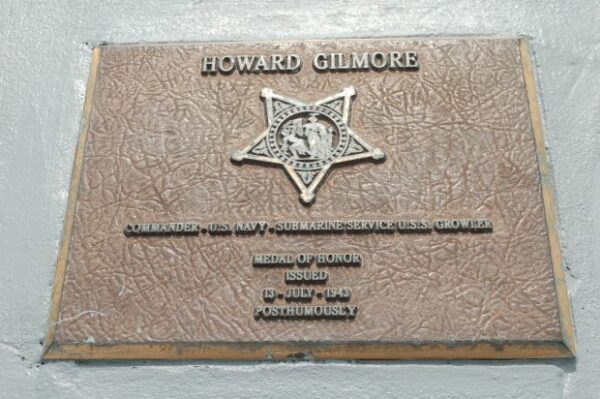 HOWARD GILMORE
COMMANDER - U.S. NAVY - SUBMARINE SERVICE U.S.S. GROWLER
MEDAL OF HONOR
ISSUED
13 - JULY - 1943
POSTHUMOUSLY